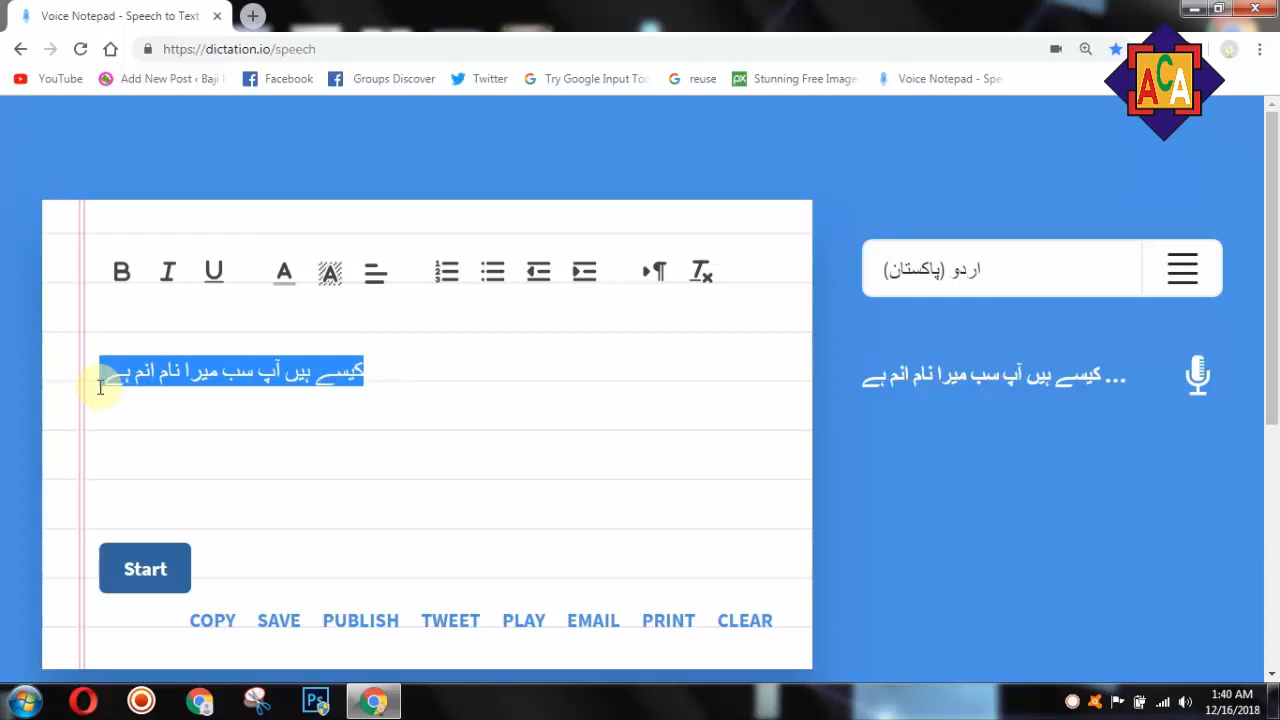 Voice Notepad - Speech to Text
https://dictation.io/speech
YouTube
Add New Post ‹ Baji
Facebook
Groups Discover
Twitter
Try Google Input Too
reuse
Stunning Free Image
Voice Notepad - Spe
ACA
B I U A A
اردو (پاکستان)
کیسے ہیں آپ سب میرا نام انم ہے
کیسے ہیں آپ سب میرا نام انم ہے ...
Start
COPY SAVE PUBLISH TWEET PLAY EMAIL PRINT CLEAR
Ps
1:40 AM
12/16/2018